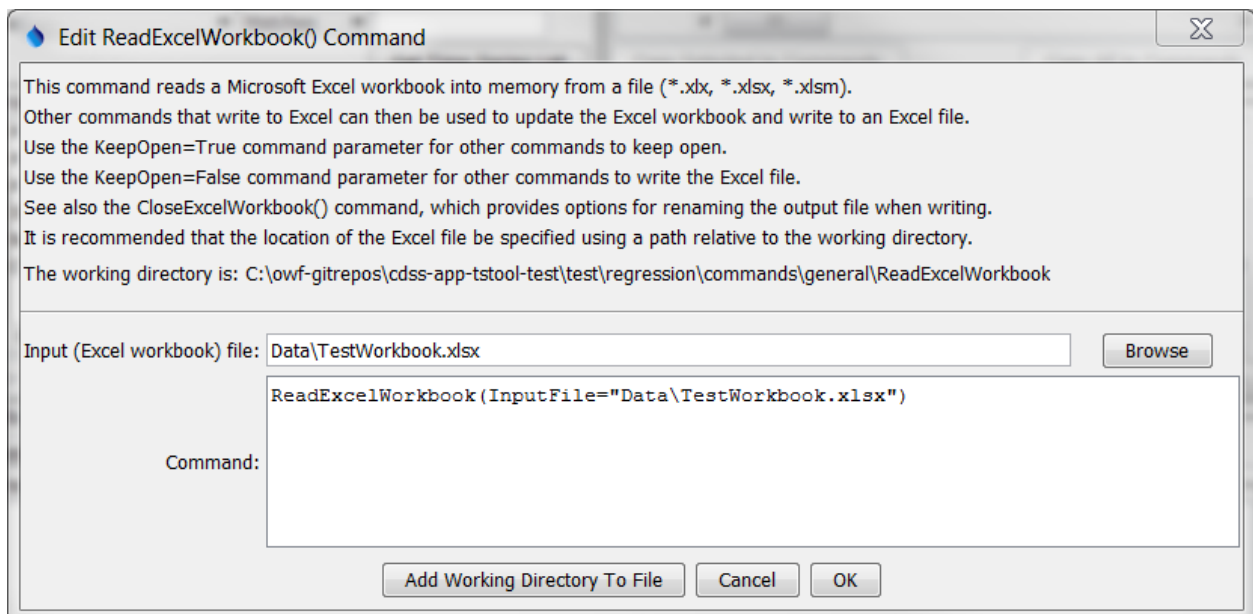 Edit ReadExcelWorkbook() Command
This command reads a Microsoft Excel workbook into memory from a file (*.xlx, *.xlsx, *.xlsm).
Other commands that write to Excel can then be used to update the Excel workbook and write to an Excel file.
Use the KeepOpen=True command parameter for other commands to keep open.
Use the KeepOpen=False command parameter for other commands to write the Excel file.
See also the CloseExcelWorkbook() command, which provides options for renaming the output file when writing.
It is recommended that the location of the Excel file be specified using a path relative to the working directory.
The working directory is: C:\owf-gitrepos\cdss-app-tstool-test\test\regression\commands\general\ReadExcelWorkbook
Input (Excel workbook) file: Data\TestWorkbook.xlsx Browse
ReadExcelWorkbook(InputFile="Data\TestWorkbook.xlsx")
Command:
Add Working Directory To File Cancel OK